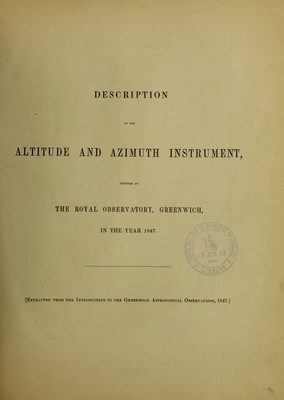 DESCRIPTION
OF THE
ALTITUDE AND AZIMUTH INSTRUMENT,
ERECTED AT
THE ROYAL OBSERVATORY, GREENWICH,
IN THE YEAR 1847.
[Extracted from the Introduction to the Greenwich Astronomical Observations, 1847.]